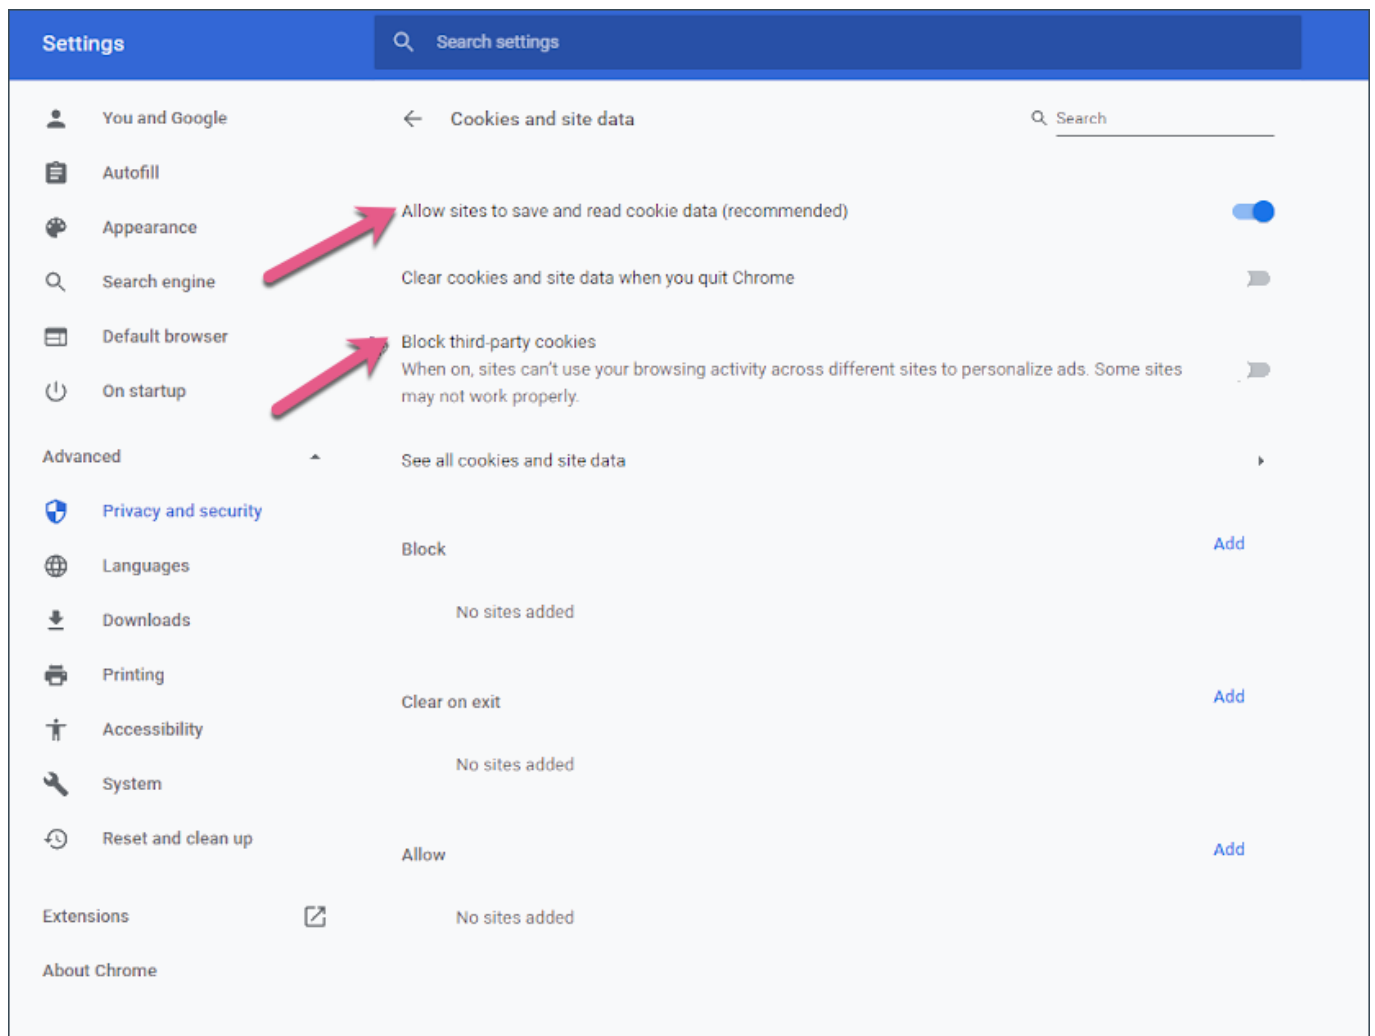 Settings
Search settings
You and Google
Autofill
Appearance
Search engine
Default browser
On startup
Advanced
Privacy and security
Languages
Downloads
Printing
Accessibility
System
Reset and clean up
Extensions
About Chrome
Cookies and site data
Search
Allow sites to save and read cookie data (recommended)
Clear cookies and site data when you quit Chrome
Block third-party cookies
When on, sites can't use your browsing activity across different sites to personalize ads. Some sites
may not work properly.
See all cookies and site data
Block
Add
No sites added
Clear on exit
Add
No sites added
Allow
Add
No sites added